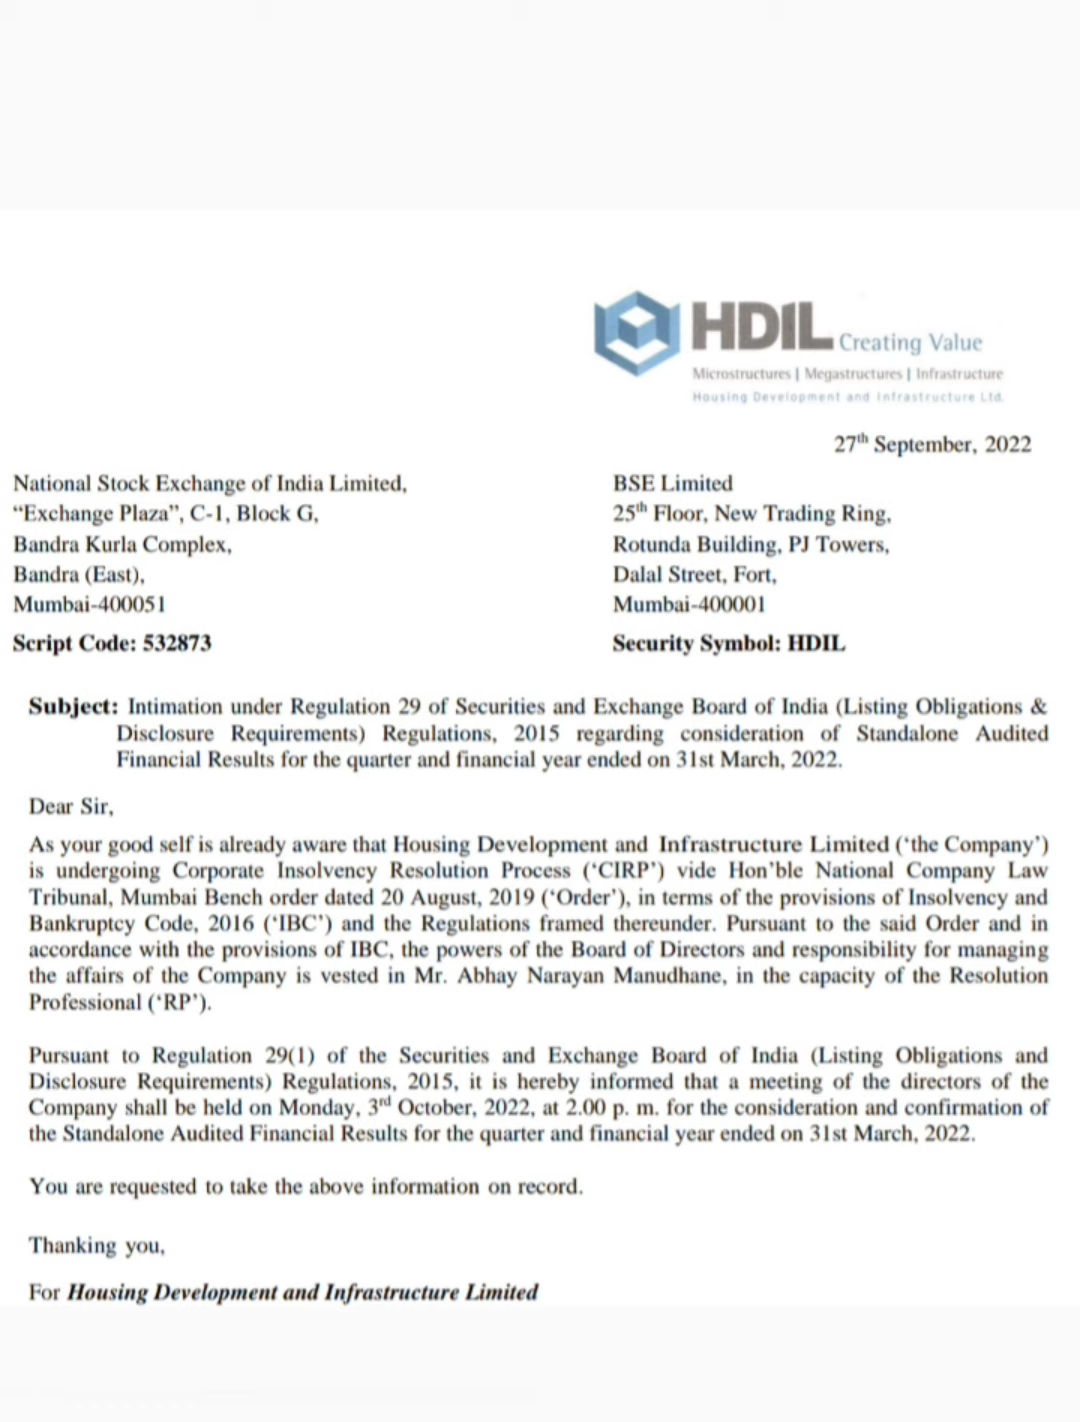 HDIL Creating Value
Microstructures | Megastructures | Infrastructure
Housing Development and Infrastructure Ltd.
27th September, 2022
National Stock Exchange of India Limited,
“Exchange Plaza”, C-1, Block G,
Bandra Kurla Complex,
Bandra (East),
Mumbai-400051
Script Code: 532873
BSE Limited
25th Floor, New Trading Ring,
Rotunda Building, PJ Towers,
Dalal Street, Fort,
Mumbai-400001
Security Symbol: HDIL
Subject: Intimation under Regulation 29 of Securities and Exchange Board of India (Listing Obligations &
Disclosure Requirements) Regulations, 2015 regarding consideration of Standalone Audited
Financial Results for the quarter and financial year ended on 31st March, 2022.
Dear Sir,
As your good self is already aware that Housing Development and Infrastructure Limited (‘the Company’)
is undergoing Corporate Insolvency Resolution Process (‘CIRP’) vide Hon’ble National Company Law
Tribunal, Mumbai Bench order dated 20 August, 2019 (‘Order’), in terms of the provisions of Insolvency and
Bankruptcy Code, 2016 (‘IBC’) and the Regulations framed thereunder. Pursuant to the said Order and in
accordance with the provisions of IBC, the powers of the Board of Directors and responsibility for managing
the affairs of the Company is vested in Mr. Abhay Narayan Manudhane, in the capacity of the Resolution
Professional (‘RP’).
Pursuant to Regulation 29(1) of the Securities and Exchange Board of India (Listing Obligations and
Disclosure Requirements) Regulations, 2015, it is hereby informed that a meeting of the directors of the
Company shall be held on Monday, 3rd October, 2022, at 2.00 p. m. for the consideration and confirmation of
the Standalone Audited Financial Results for the quarter and financial year ended on 31st March, 2022.
You are requested to take the above information on record.
Thanking you,
For Housing Development and Infrastructure Limited